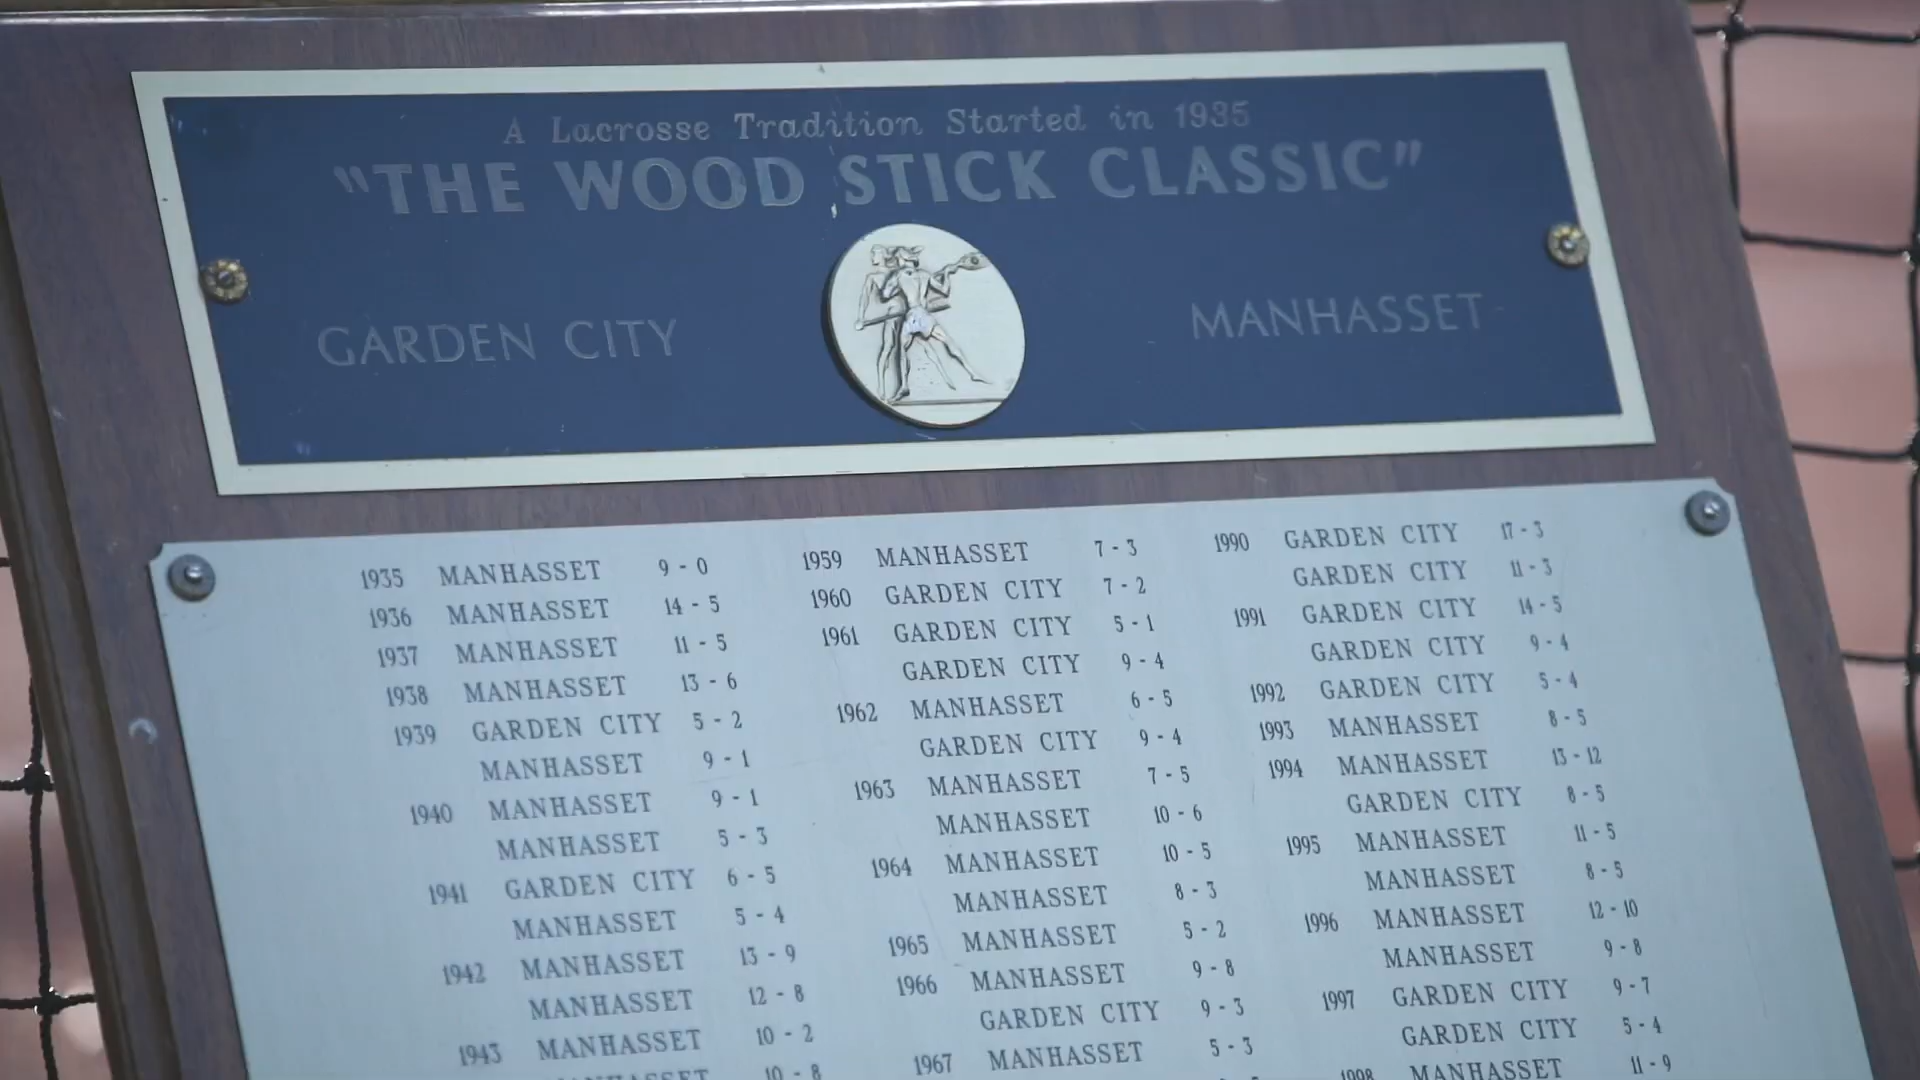 A Lacrosse Tradition Started in 1935
"THE WOOD STICK CLASSIC"
GARDEN CITY
MANHASSET
1935 MANHASSET 9 - 0
1936 MANHASSET 14 - 5
1937 MANHASSET 11 - 5
1938 MANHASSET 13 - 6
1939 GARDEN CITY 5 - 2
MANHASSET 9 - 1
1940 MANHASSET 9 - 1
MANHASSET 5 - 3
1941 GARDEN CITY 6 - 5
MANHASSET 5 - 4
1942 MANHASSET 13 - 9
MANHASSET 12 - 8
1943 MANHASSET 10 - 2
MANHASSET 10 - 8
1959 MANHASSET 7 - 3
1960 GARDEN CITY 7 - 2
1961 GARDEN CITY 5 - 1
GARDEN CITY 9 - 4
1962 MANHASSET 6 - 5
GARDEN CITY 9 - 4
1963 MANHASSET 7 - 5
MANHASSET 10 - 6
1964 MANHASSET 10 - 5
MANHASSET 8 - 3
1965 MANHASSET 5 - 2
1966 MANHASSET 9 - 8
GARDEN CITY 9 - 3
1967 MANHASSET 5 - 3
1990 GARDEN CITY 17 - 3
GARDEN CITY 11 - 3
1991 GARDEN CITY 14 - 5
GARDEN CITY 9 - 4
1992 GARDEN CITY 5 - 4
1993 MANHASSET 8 - 5
1994 MANHASSET 13 - 12
GARDEN CITY 8 - 5
1995 MANHASSET 11 - 5
MANHASSET 8 - 5
1996 MANHASSET 12 - 10
MANHASSET 9 - 8
1997 GARDEN CITY 9 - 7
GARDEN CITY 5 - 4
1998 MANHASSET 11 - 9